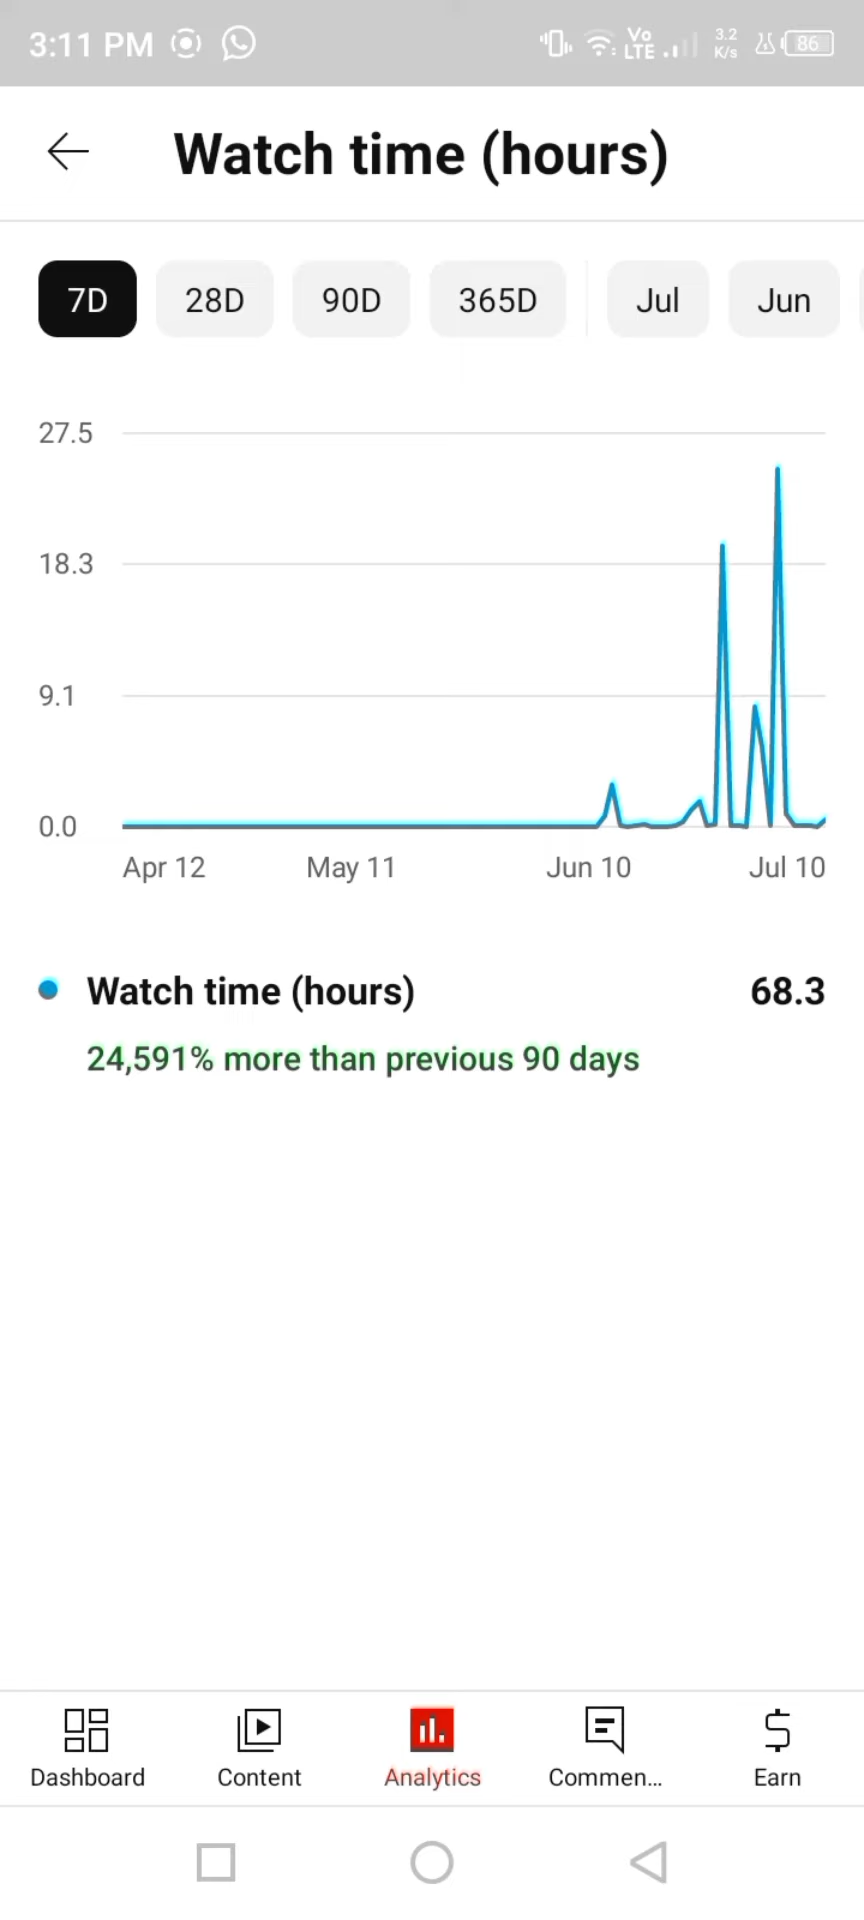 3:11 PM Vo LTE 3.2 K/s 86
Watch time (hours)
7D 28D 90D 365D Jul Jun
27.5
18.3
9.1
0.0
Apr 12 May 11 Jun 10 Jul 10
Watch time (hours) 68.3
24,591% more than previous 90 days
Dashboard Content Analytics Commen... Earn